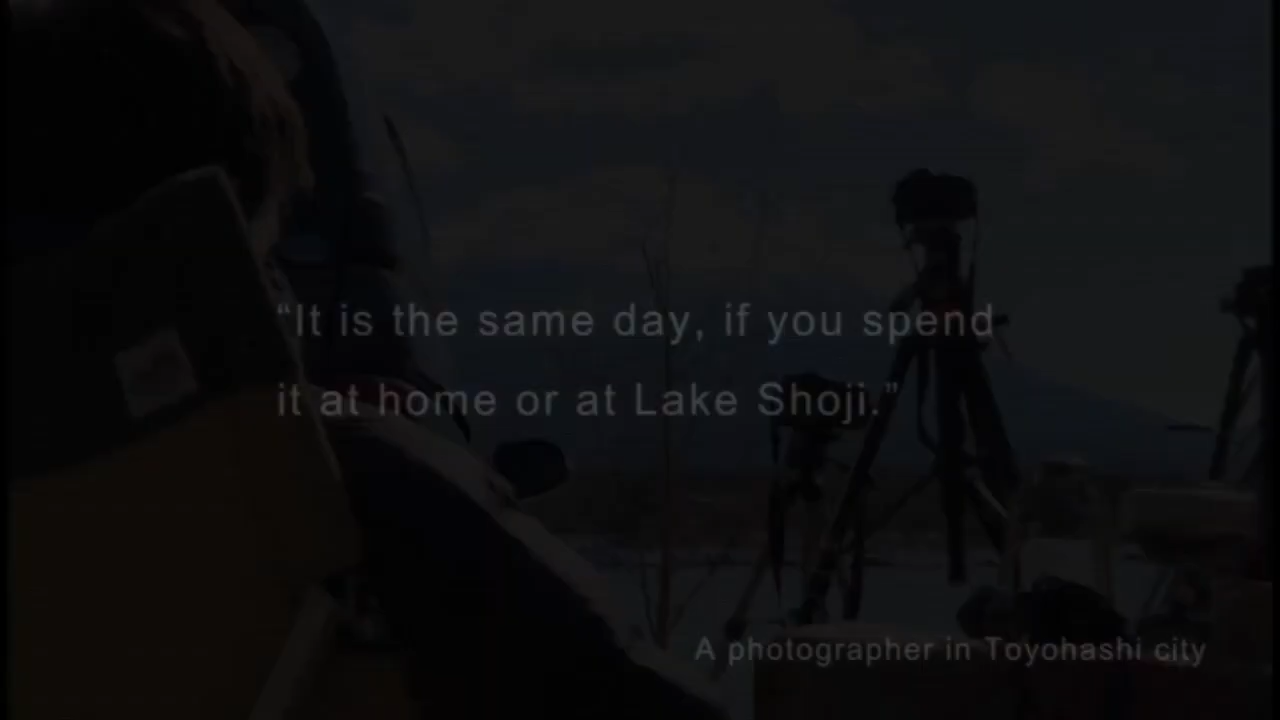 “It is the same day, if you spend
it at home or at Lake Shoji.”
A photographer in Toyohashi city